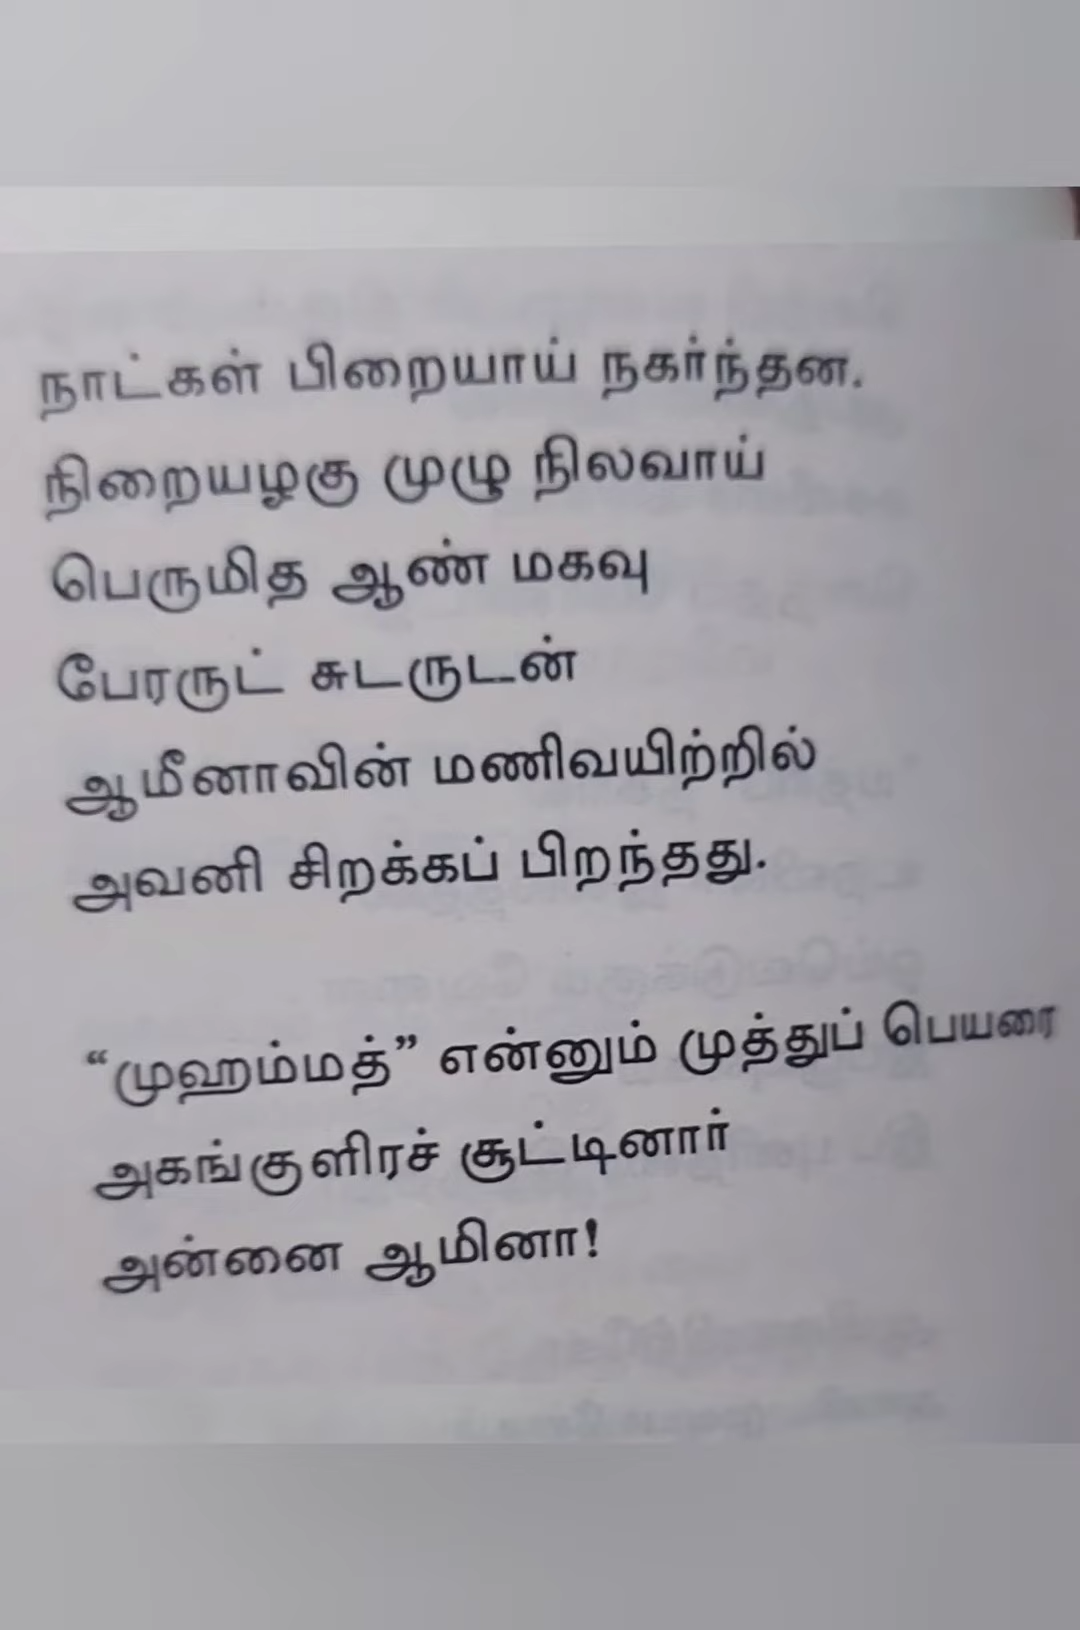 நாட்கள் பிறையாய் நகர்ந்தன.
நிறையழகு முழு நிலவாய்
பெருமித ஆண் மகவு
பேரருட் சுடருடன்
ஆமீனாவின் மணிவயிற்றில்
அவனி சிறக்கப் பிறந்தது.
“முஹம்மத்” என்னும் முத்துப் பெயரை
அகங்குளிரச் சூட்டினார்
அன்னை ஆமினா!